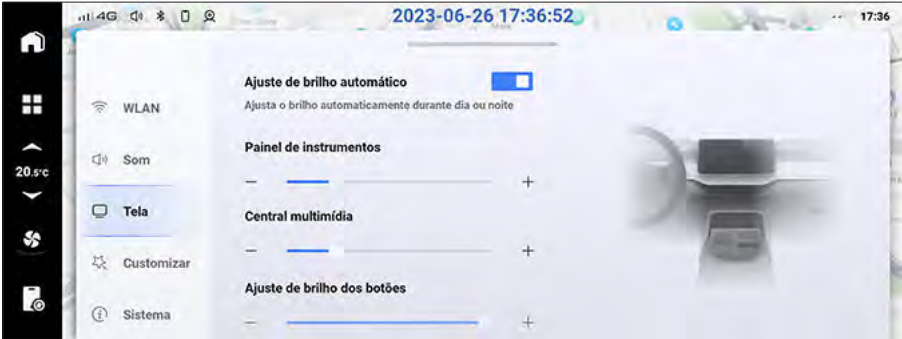 4G
2023-06-26 17:36:52
17:36
20.5°C
WLAN
Som
Tela
Customizar
Sistema
Ajuste de brilho automático
Ajusta o brilho automaticamente durante dia ou noite
Painel de instrumentos
- +
Central multimídia
- +
Ajuste de brilho dos botões
- +